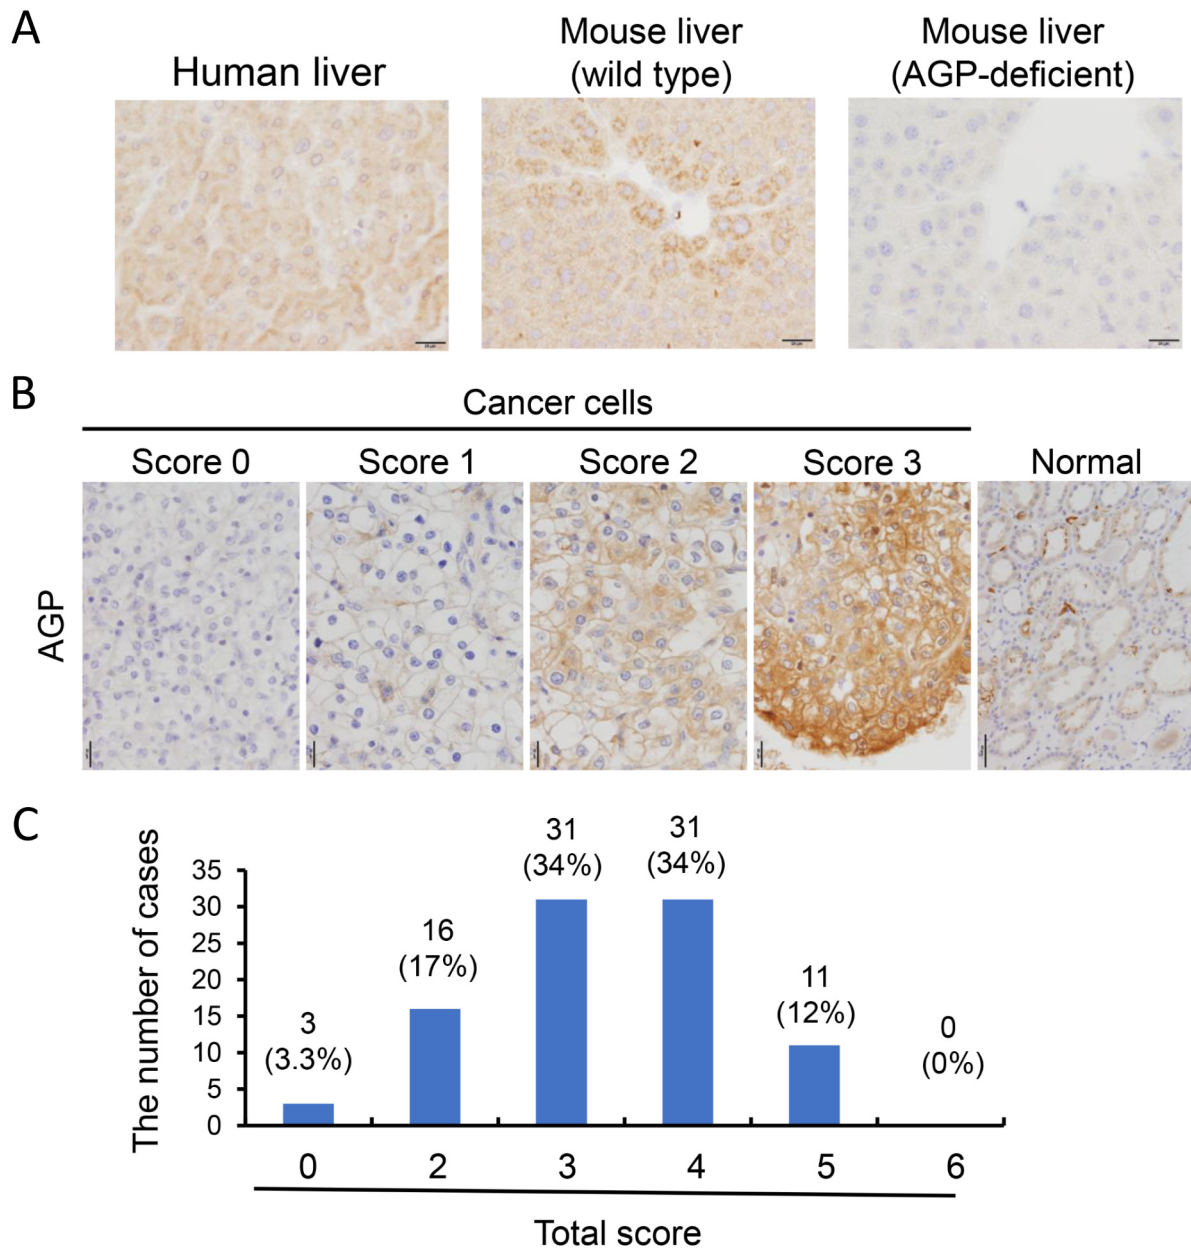 A
Human liver
Mouse liver
(wild type)
Mouse liver
(AGP-deficient)
B
Cancer cells
Score 0
Score 1
Score 2
Score 3
Normal
AGP
C
The number of cases
35
30
25
20
15
10
5
0
3
(3.3%)
16
(17%)
31
(34%)
31
(34%)
11
(12%)
0
(0%)
0
2
3
4
5
6
Total score